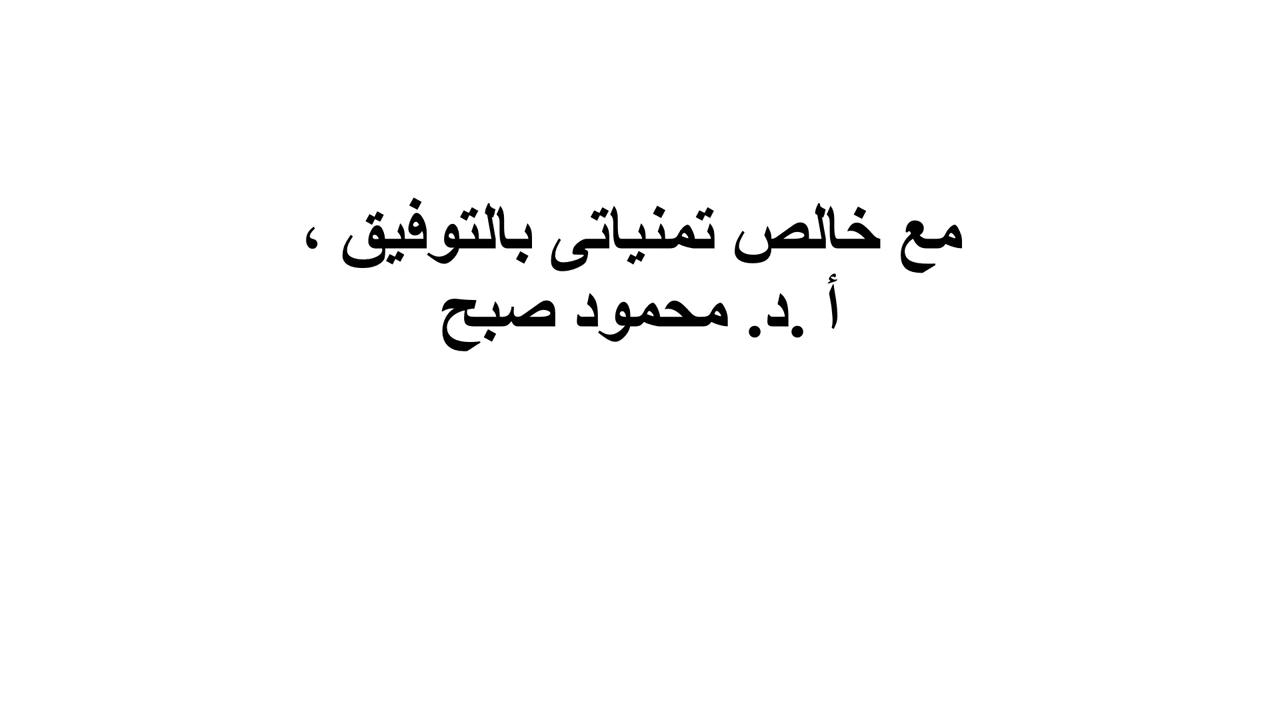 مع خالص تمنياتى بالتوفيق ،
أ .د. محمود صبح